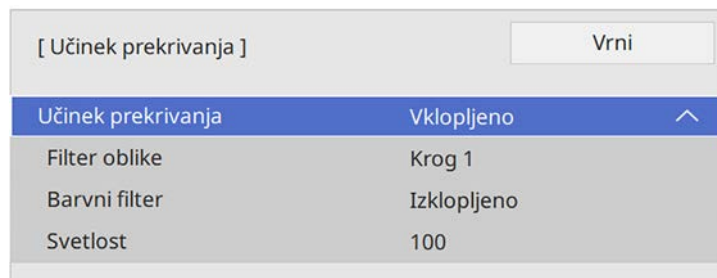 [ Učinek prekrivanja ] Vrni
Učinek prekrivanja Vklopljeno
Filter oblike Krog 1
Barvni filter Izklopljeno
Svetlost 100